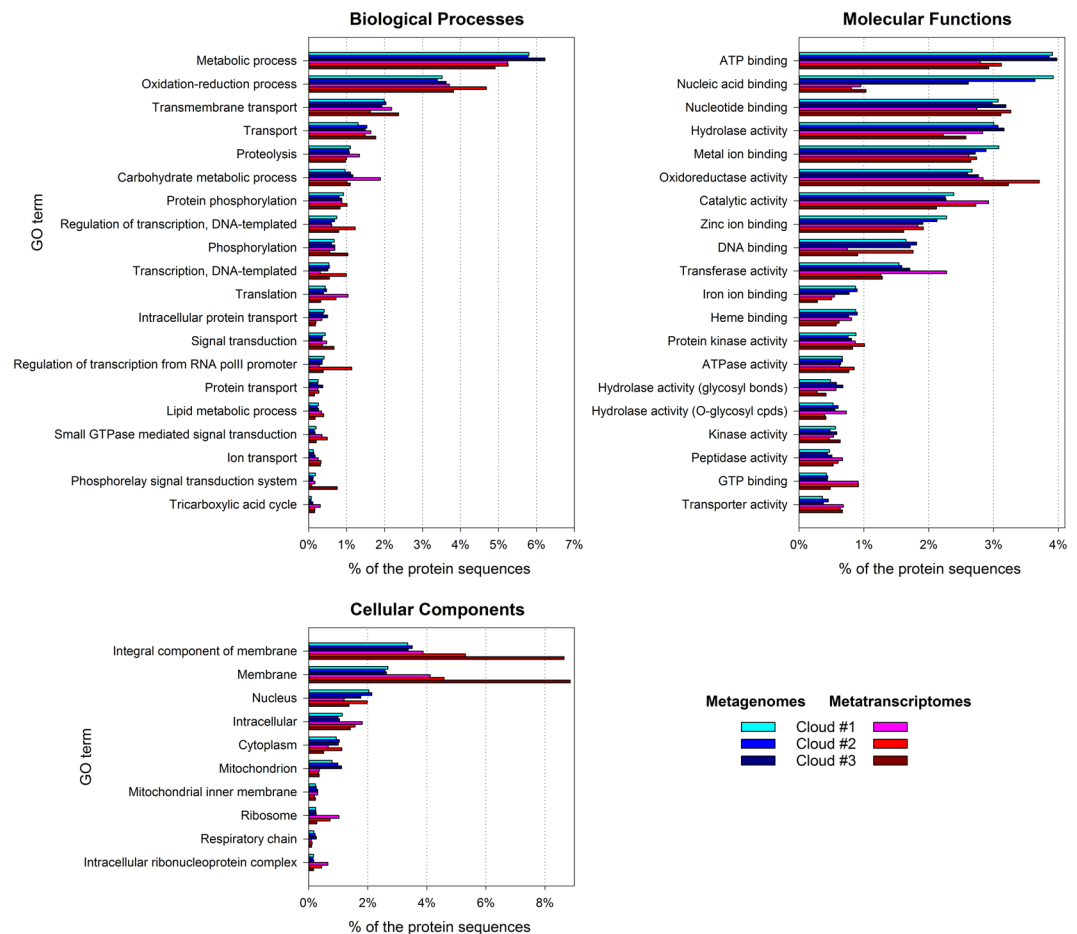 Biological Processes
GO term
Metabolic process
Oxidation-reduction process
Transmembrane transport
Transport
Proteolysis
Carbohydrate metabolic process
Protein phosphorylation
Regulation of transcription, DNA-templated
Phosphorylation
Transcription, DNA-templated
Translation
Intracellular protein transport
Signal transduction
Regulation of transcription from RNA polII promoter
Protein transport
Lipid metabolic process
Small GTPase mediated signal transduction
Ion transport
Phosphorelay signal transduction system
Tricarboxylic acid cycle
0% 1% 2% 3% 4% 5% 6% 7%
% of the protein sequences
Molecular Functions
ATP binding
Nucleic acid binding
Nucleotide binding
Hydrolase activity
Metal ion binding
Oxidoreductase activity
Catalytic activity
Zinc ion binding
DNA binding
Transferase activity
Iron ion binding
Heme binding
Protein kinase activity
ATPase activity
Hydrolase activity (glycosyl bonds)
Hydrolase activity (O-glycosyl cpds)
Kinase activity
Peptidase activity
GTP binding
Transporter activity
0% 1% 2% 3% 4%
% of the protein sequences
Cellular Components
GO term
Integral component of membrane
Membrane
Nucleus
Intracellular
Cytoplasm
Mitochondrion
Mitochondrial inner membrane
Ribosome
Respiratory chain
Intracellular ribonucleoprotein complex
0% 2% 4% 6% 8%
% of the protein sequences
Metagenomes Metatranscriptomes
Cloud #1
Cloud #2
Cloud #3